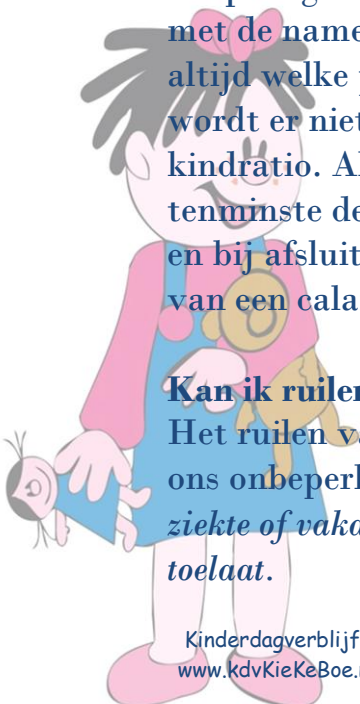 met de name
altijd welke
wordt er niet
kindratio.
tenminste de
en bij afsluit
van een cala
Kan ik ruilen
Het ruilen va
ons onbeperk
ziekte of vaka
toelaat.
Kinderdagverblijf
www.kdvKieKeBoe.